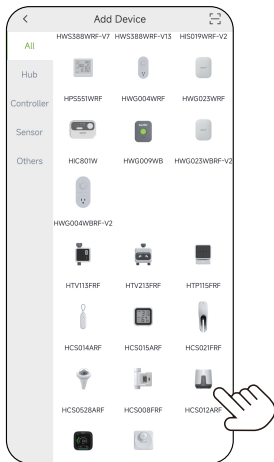 Add Device
All
Hub
Controller
Sensor
Others
HWS388WRF-V7 HWS388WRF-V13 HIS019WRF-V2
HPS551WRF HWG004WRF HWG023WRF
HIC801W HWG009WB HWG023WBRF-V2
HWG004WBRF-V2
HTV113FRF HTV213FRF HTP115FRF
HCS014ARF HCS015ARF HCS021FRF
HCS0528ARF HCS008FRF HCS012ARF